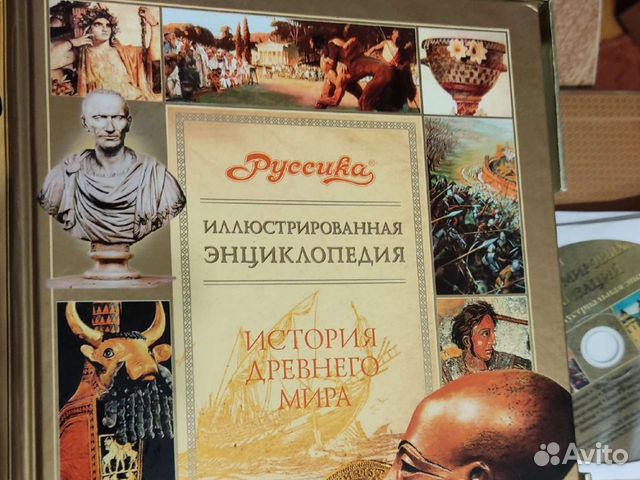 Руссика®
ИЛЛЮСТРИРОВАННАЯ
ЭНЦИКЛОПЕДИЯ
ИСТОРИЯ
ДРЕВНЕГО
МИРА
Avito